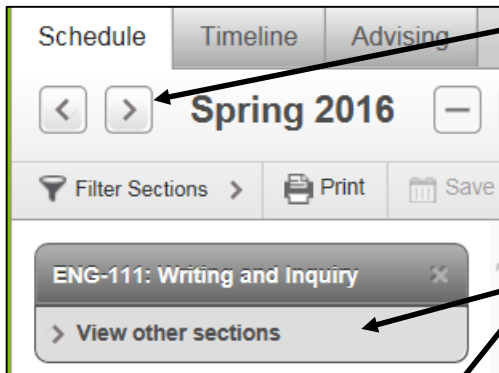 Schedule Timeline Advising
< > Spring 2016 −
Filter Sections > Print Save
ENG-111: Writing and Inquiry ×
> View other sections